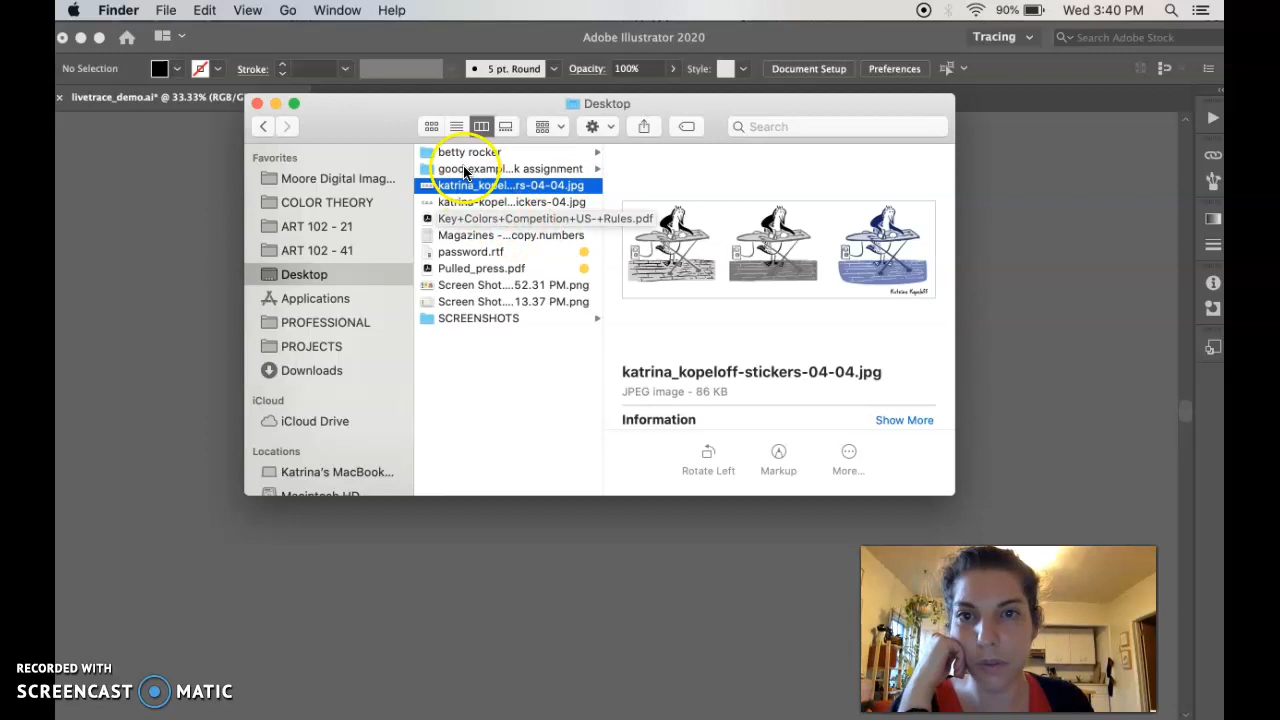 Finder File Edit View Go Window Help 90% Wed 3:40 PM
Adobe Illustrator 2020 Tracing Search Adobe Stock
No Selection Stroke: 5 pt. Round Opacity: 100% Style: Document Setup Preferences
livetrace_demo.ai* @ 33.33% (RGB/G
Desktop
Search
Favorites
Moore Digital Imag...
COLOR THEORY
ART 102 - 21
ART 102 - 41
Desktop
Applications
PROFESSIONAL
PROJECTS
Downloads
iCloud
iCloud Drive
Locations
Katrina's MacBook...
Macintosh HD
betty rocker
good exampl...k assignment
katrina_kopel...rs-04-04.jpg
katrina-kopel...ickers-04.jpg
Key+Colors+Competition+US-+Rules.pdf
Magazines -...copy.numbers
password.rtf
Pulled_press.pdf
Screen Shot....52.31 PM.png
Screen Shot....13.37 PM.png
SCREENSHOTS
Katrina Kopeloff
katrina_kopeloff-stickers-04-04.jpg
JPEG image - 86 KB
Information Show More
Rotate Left Markup More...
RECORDED WITH
SCREENCAST MATIC